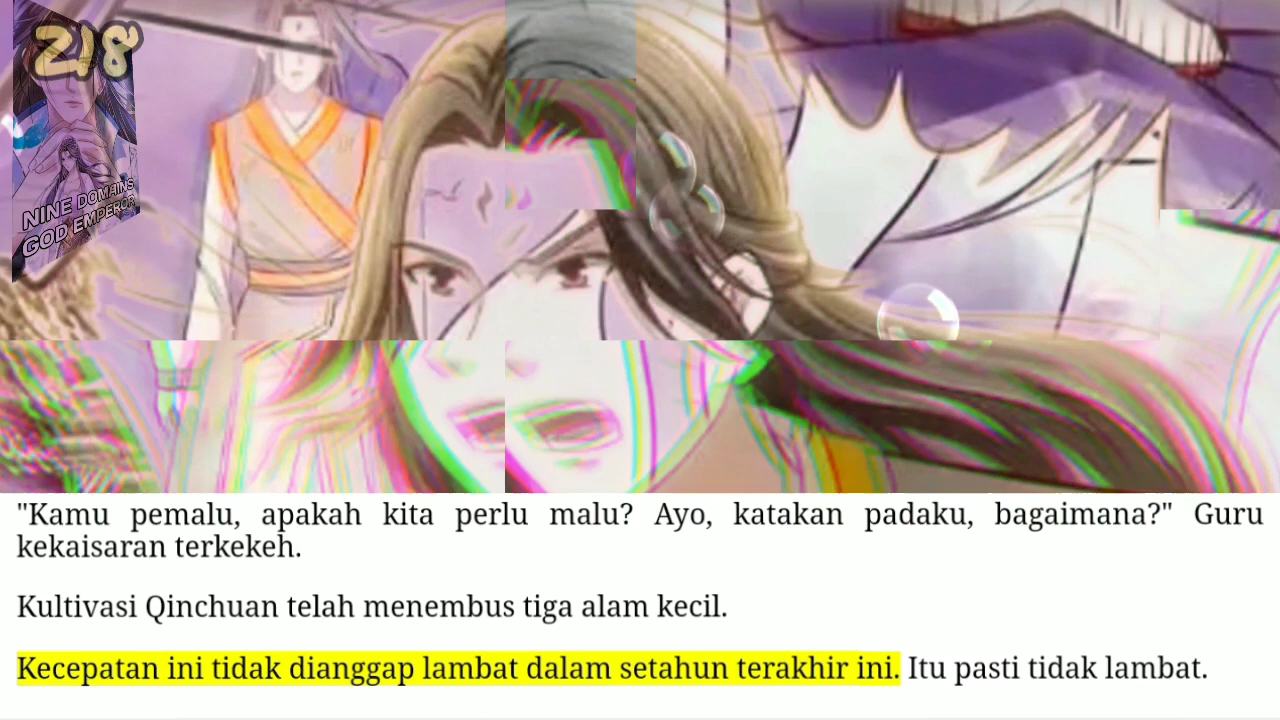 218
NINE DOMAINS
GOD EMPEROR
"Kamu pemalu, apakah kita perlu malu? Ayo, katakan padaku, bagaimana?" Guru
kekaisaran terkekeh.
Kultivasi Qinchuan telah menembus tiga alam kecil.
Kecepatan ini tidak dianggap lambat dalam setahun terakhir ini. Itu pasti tidak lambat.